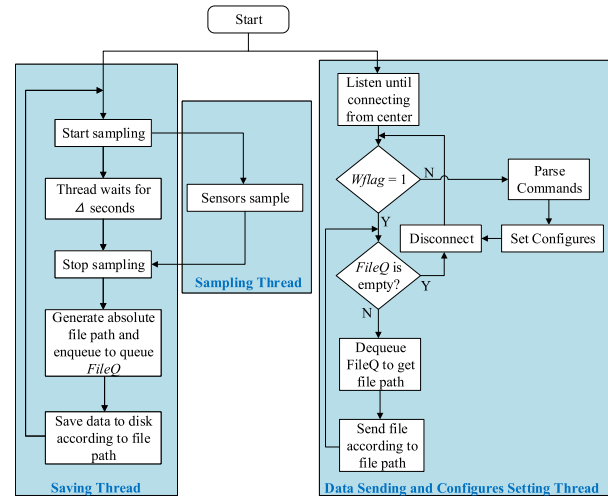 Start
Start sampling
Thread waits for
Δ seconds
Stop sampling
Generate absolute
file path and
enqueue to queue
FileQ
Save data to disk
according to file
path
Saving Thread
Sensors sample
Sampling Thread
Listen until
connecting
from center
Wflag = 1
N
Y
Parse
Commands
Set Configures
Disconnect
FileQ is
empty?
Y
N
Dequeue
FileQ to get
file path
Send file
according to
file path
Data Sending and Configures Setting Thread